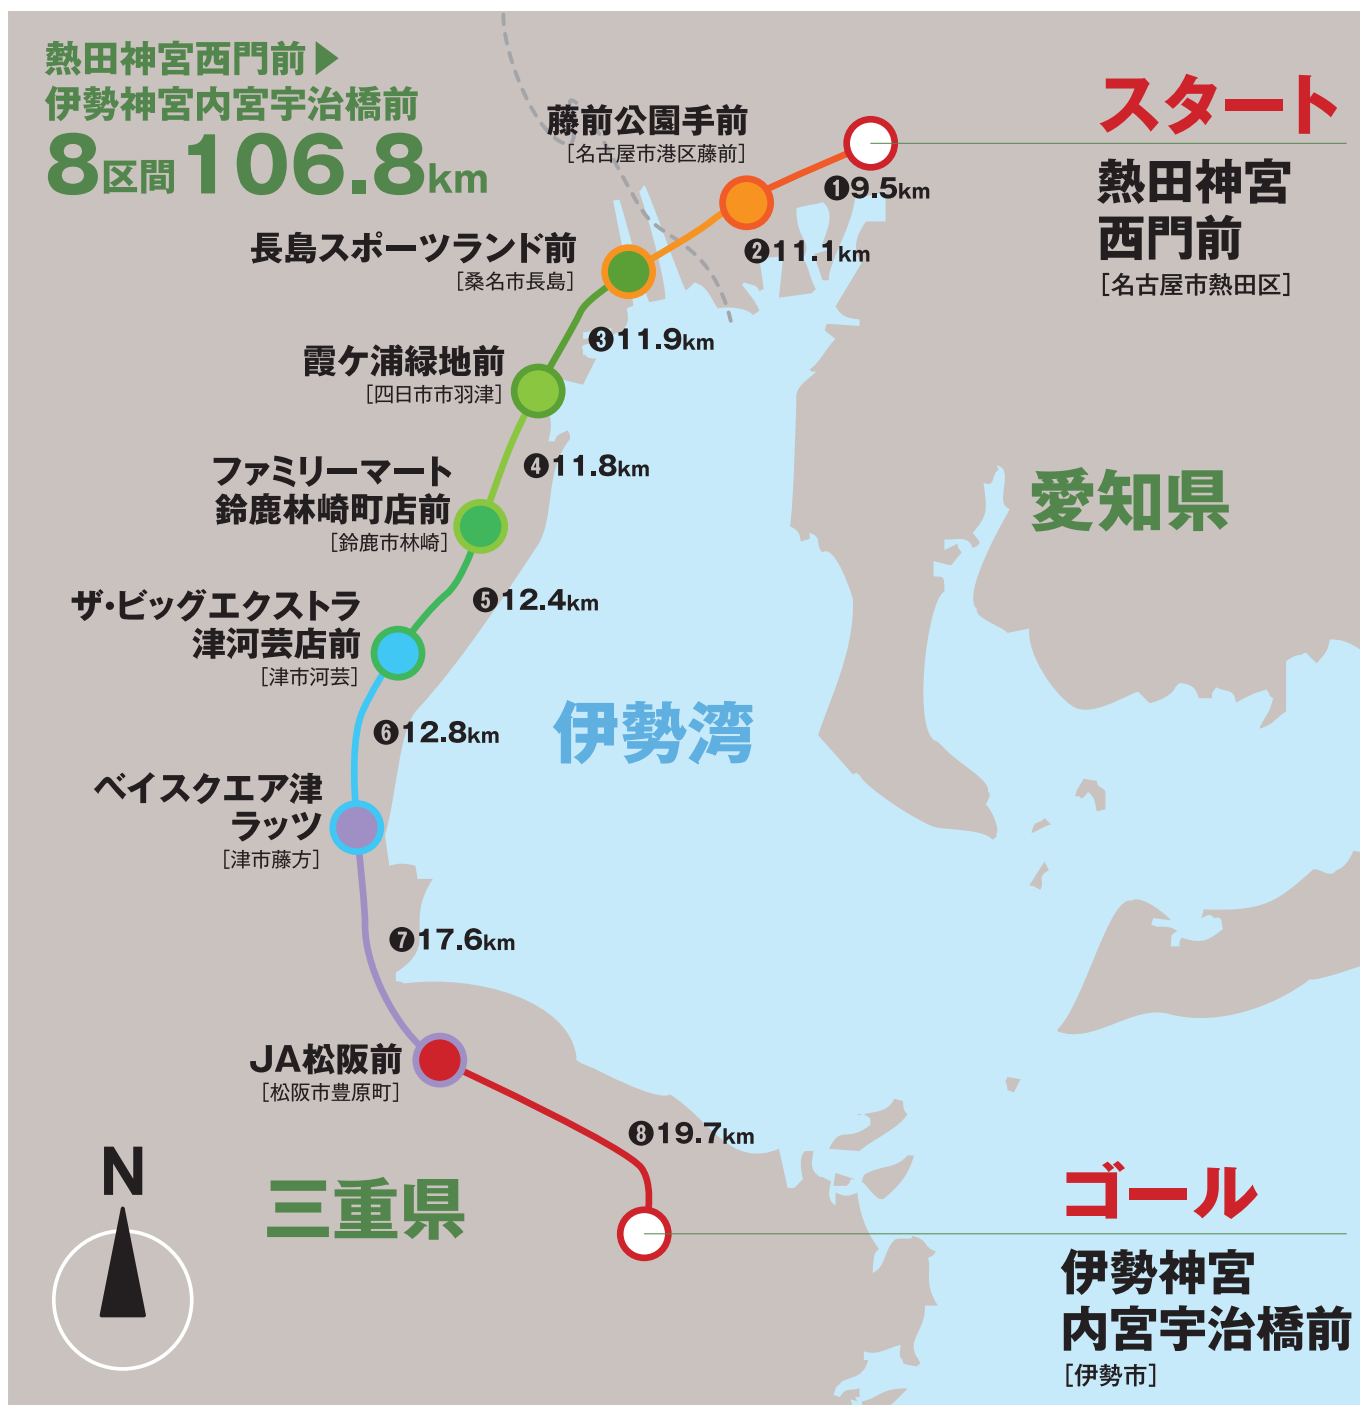 熱田神宮西門前▶
伊勢神宮内宮宇治橋前
8区間106.8km
スタート
熱田神宮
西門前
[名古屋市熱田区]
藤前公園手前
[名古屋市港区藤前]
❶9.5km
❷11.1km
長島スポーツランド前
[桑名市長島]
❸11.9km
霞ケ浦緑地前
[四日市市羽津]
❹11.8km
ファミリーマート
鈴鹿林崎町店前
[鈴鹿市林崎]
愛知県
❺12.4km
ザ・ビッグエクストラ
津河芸店前
[津市河芸]
❻12.8km
伊勢湾
ベイスクエア津
ラッツ
[津市藤方]
❼17.6km
JA松阪前
[松阪市豊原町]
❽19.7km
N
三重県
ゴール
伊勢神宮
内宮宇治橋前
[伊勢市]